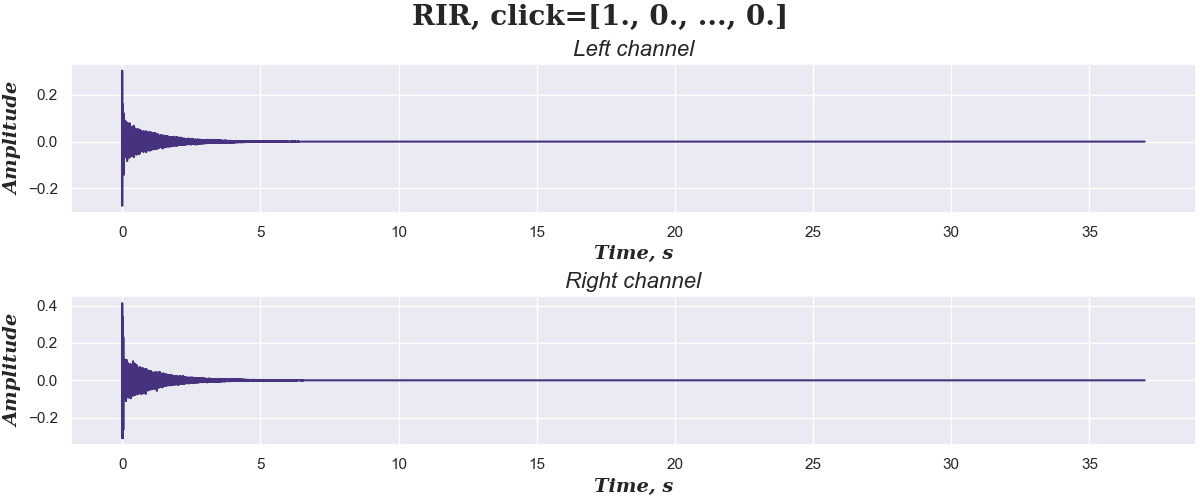 RIR, click=[1., 0., ..., 0.]
Left channel
Amplitude
0.2
0.0
−0.2
0 5 10 15 20 25 30 35
Time, s
Right channel
Amplitude
0.4
0.2
0.0
−0.2
0 5 10 15 20 25 30 35
Time, s